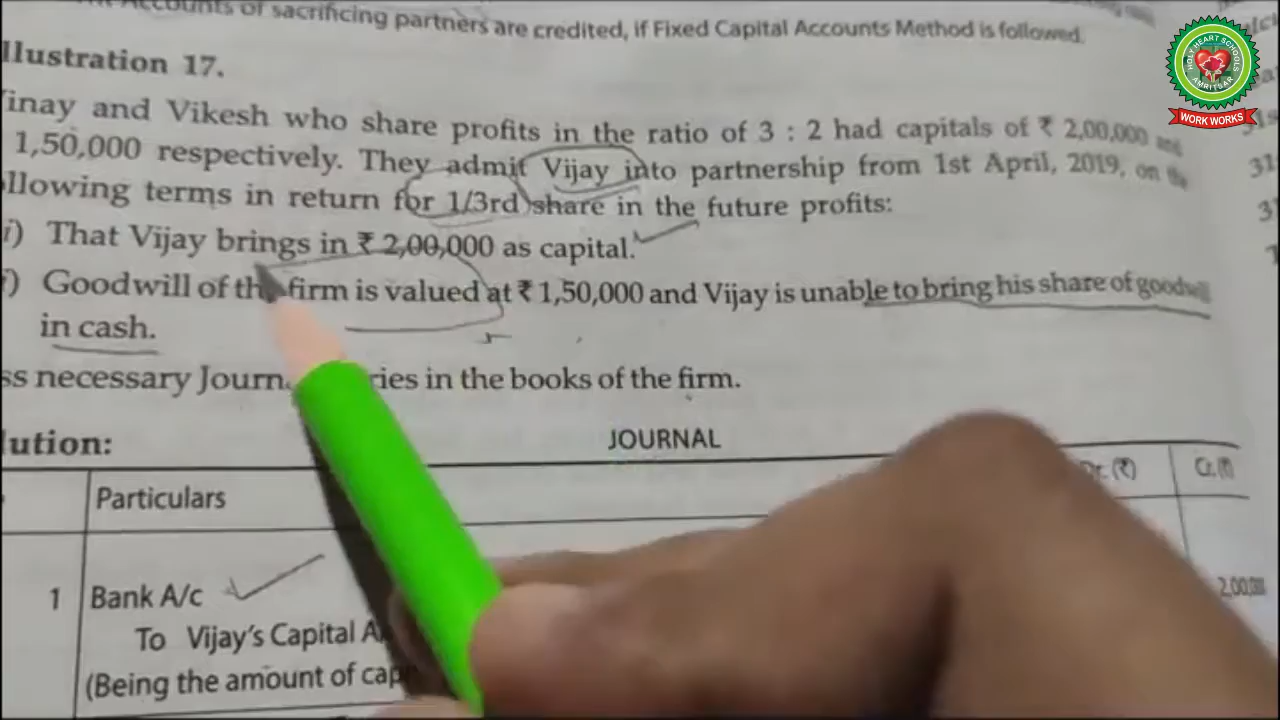 Accounts of sacrificing partners are credited, if Fixed Capital Accounts Method is followed.
llustration 17.
inay and Vikesh who share profits in the ratio of 3 : 2 had capitals of ₹ 2,00,000 and
1,50,000 respectively. They admit Vijay into partnership from 1st April, 2019, on the
llowing terms in return for 1/3rd share in the future profits:
i) That Vijay brings in ₹ 2,00,000 as capital.
i) Goodwill of the firm is valued at ₹ 1,50,000 and Vijay is unable to bring his share of goodwill
in cash.
ss necessary Journ ries in the books of the firm.
lution:
JOURNAL
Particulars
Dr. (₹)
Cr. (₹)
1 Bank A/c
2,00,000
To Vijay's Capital A
(Being the amount of cap
HOLY HEART SCHOOLS
AMRITSAR
WORK WORKS